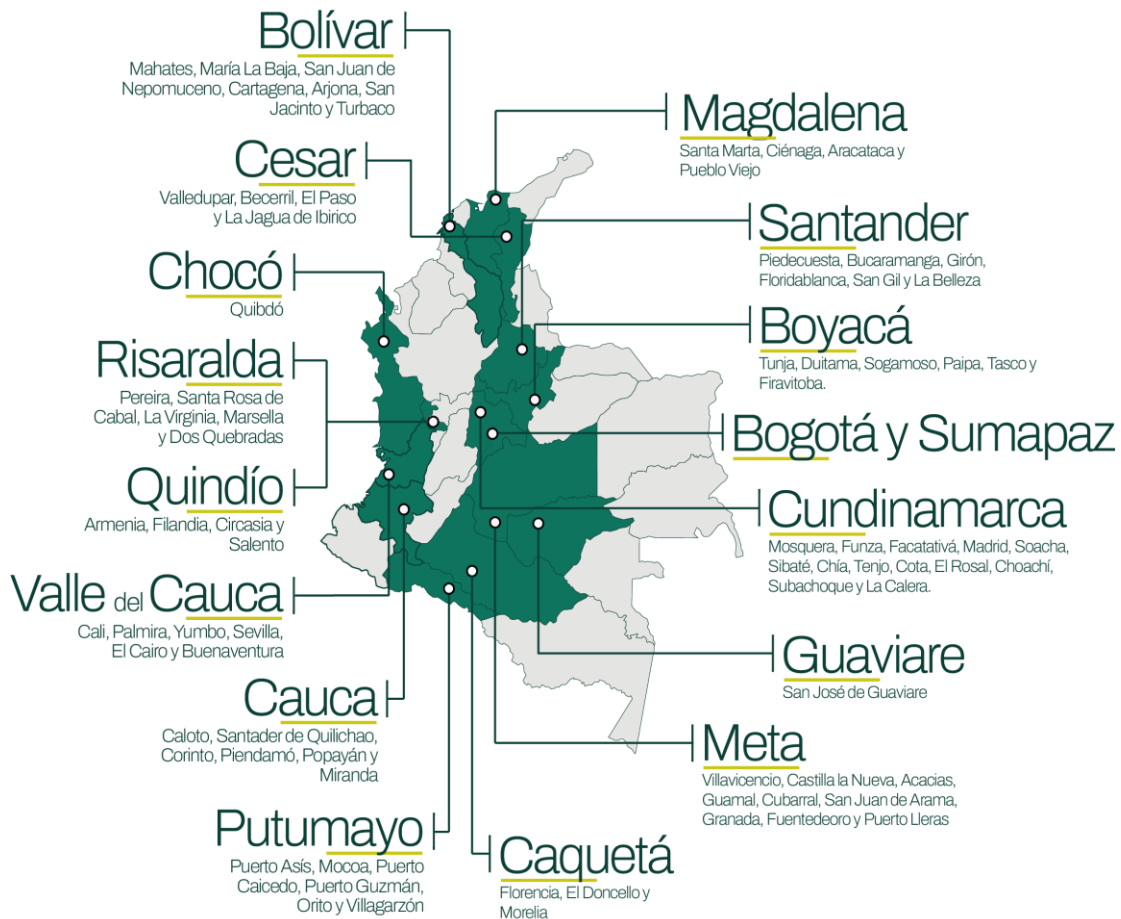 Bolívar
Mahates, María La Baja, San Juan de
Nepomuceno, Cartagena, Arjona, San
Jacinto y Turbaco
Cesar
Valledupar, Becerril, El Paso
y La Jagua de Ibirico
Chocó
Quibdó
Risaralda
Pereira, Santa Rosa de
Cabal, La Virginia, Marsella
y Dos Quebradas
Quindío
Armenia, Filandia, Circasia y
Salento
Valle del Cauca
Cali, Palmira, Yumbo, Sevilla,
El Cairo y Buenaventura
Cauca
Caloto, Santader de Quilichao,
Corinto, Piendamó, Popayán y
Miranda
Putumayo
Puerto Asís, Mocoa, Puerto
Caicedo, Puerto Guzmán,
Orito y Villagarzón
Magdalena
Santa Marta, Ciénaga, Aracataca y
Pueblo Viejo
Santander
Piedecuesta, Bucaramanga, Girón,
Floridablanca, San Gil y La Belleza
Boyacá
Tunja, Duitama, Sogamoso, Paipa, Tasco y
Firavitoba.
Bogotá y Sumapaz
Cundinamarca
Mosquera, Funza, Facatativá, Madrid, Soacha,
Sibaté, Chía, Tenjo, Cota, El Rosal, Choachí,
Subachoque y La Calera.
Guaviare
San José de Guaviare
Meta
Villavicencio, Castilla la Nueva, Acacias,
Guamal, Cubarral, San Juan de Arama,
Granada, Fuentedeoro y Puerto Lleras
Caquetá
Florencia, El Doncello y
Morelia